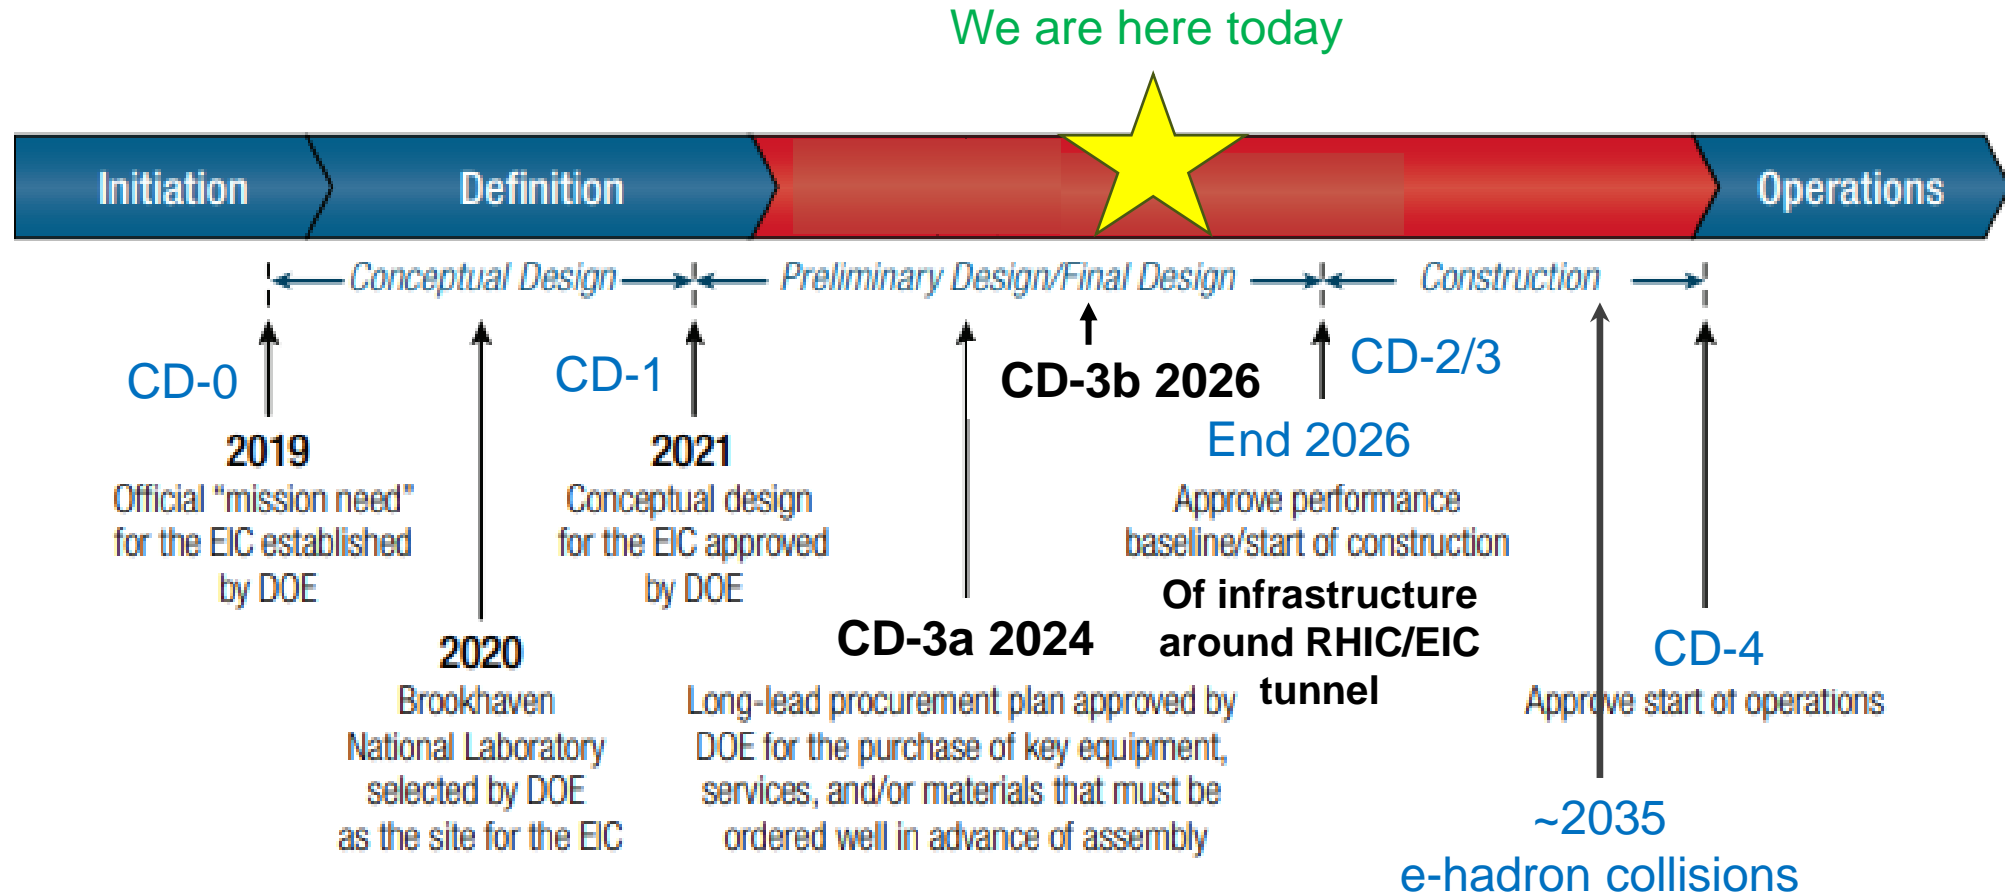 We are here today
Initiation
Definition
Operations
Conceptual Design
Preliminary Design/Final Design
Construction
CD-0
2019
Official “mission need”
for the EIC established
by DOE
2020
Brookhaven
National Laboratory
selected by DOE
as the site for the EIC
CD-1
2021
Conceptual design
for the EIC approved
by DOE
CD-3a 2024
Long-lead procurement plan approved by
DOE for the purchase of key equipment,
services, and/or materials that must be
ordered well in advance of assembly
CD-3b 2026
CD-2/3
End 2026
Approve performance
baseline/start of construction
Of infrastructure
around RHIC/EIC
tunnel
CD-4
Approve start of operations
~2035
e-hadron collisions